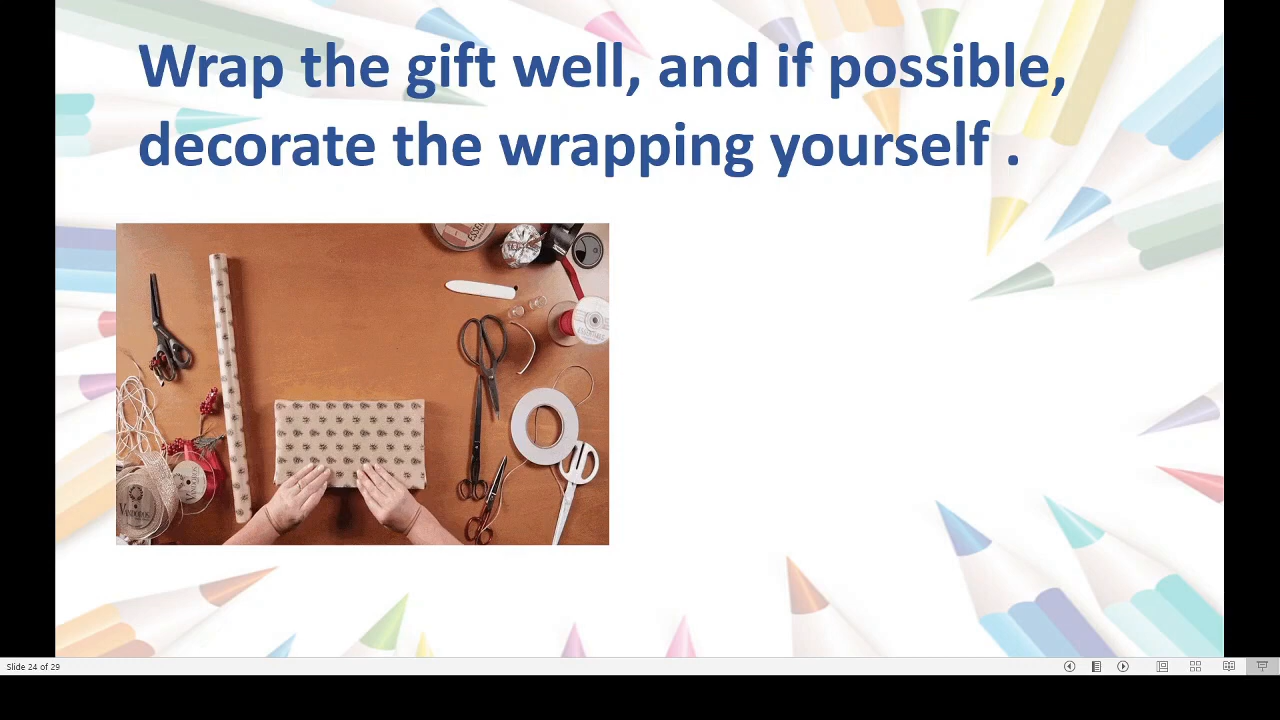 Wrap the gift well, and if possible,
decorate the wrapping yourself .
Slide 24 of 29